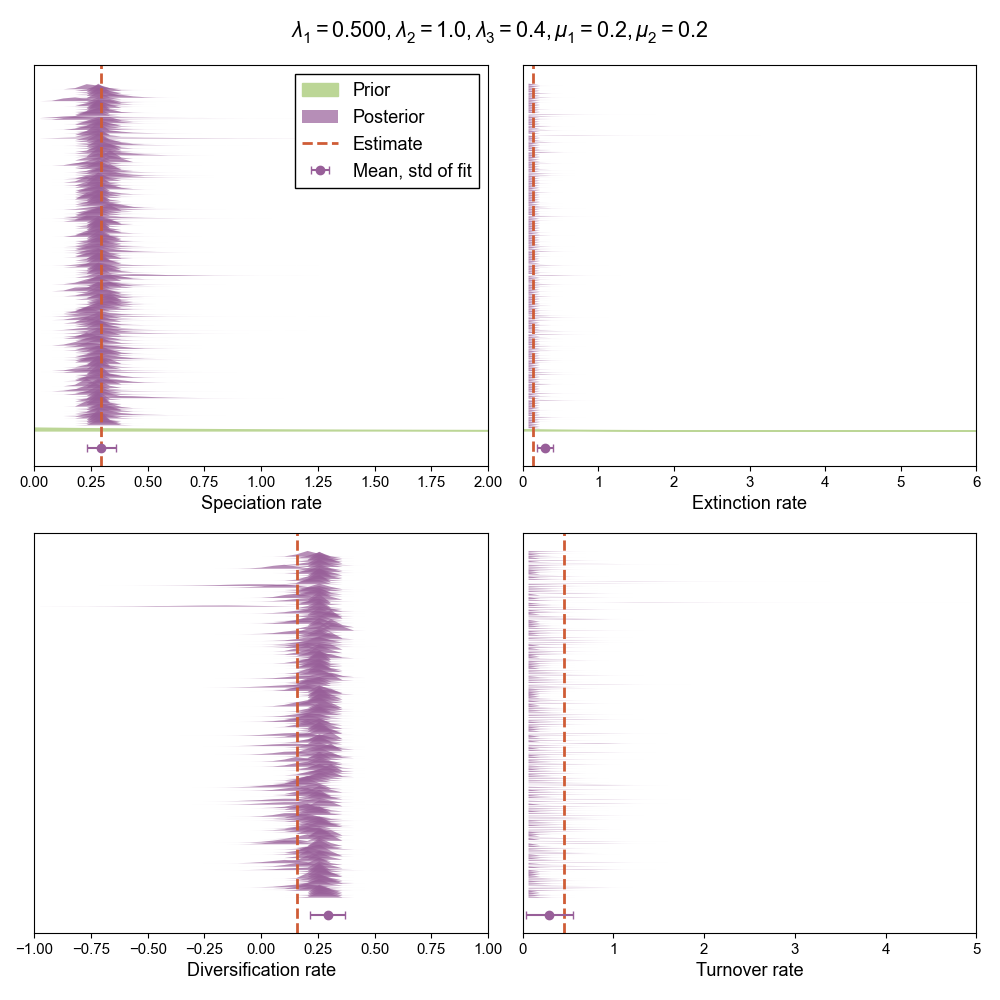 λ₁ = 0.500, λ₂ = 1.0, λ₃ = 0.4, μ₁ = 0.2, μ₂ = 0.2
Prior
Posterior
Estimate
Mean, std of fit
0.00 0.25 0.50 0.75 1.00 1.25 1.50 1.75 2.00
Speciation rate
0 1 2 3 4 5 6
Extinction rate
−1.00 −0.75 −0.50 −0.25 0.00 0.25 0.50 0.75 1.00
Diversification rate
0 1 2 3 4 5
Turnover rate